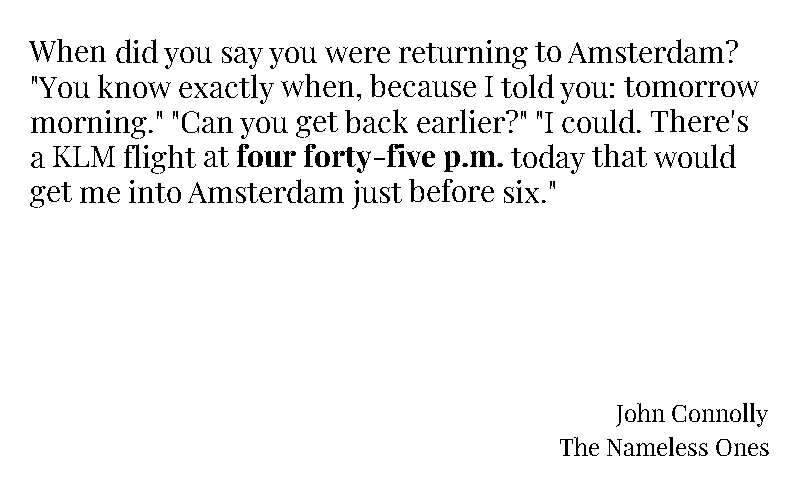 When did you say you were returning to Amsterdam?
"You know exactly when, because I told you: tomorrow
morning." "Can you get back earlier?" "I could. There's
a KLM flight at four forty-five p.m. today that would
get me into Amsterdam just before six."
John Connolly
The Nameless Ones